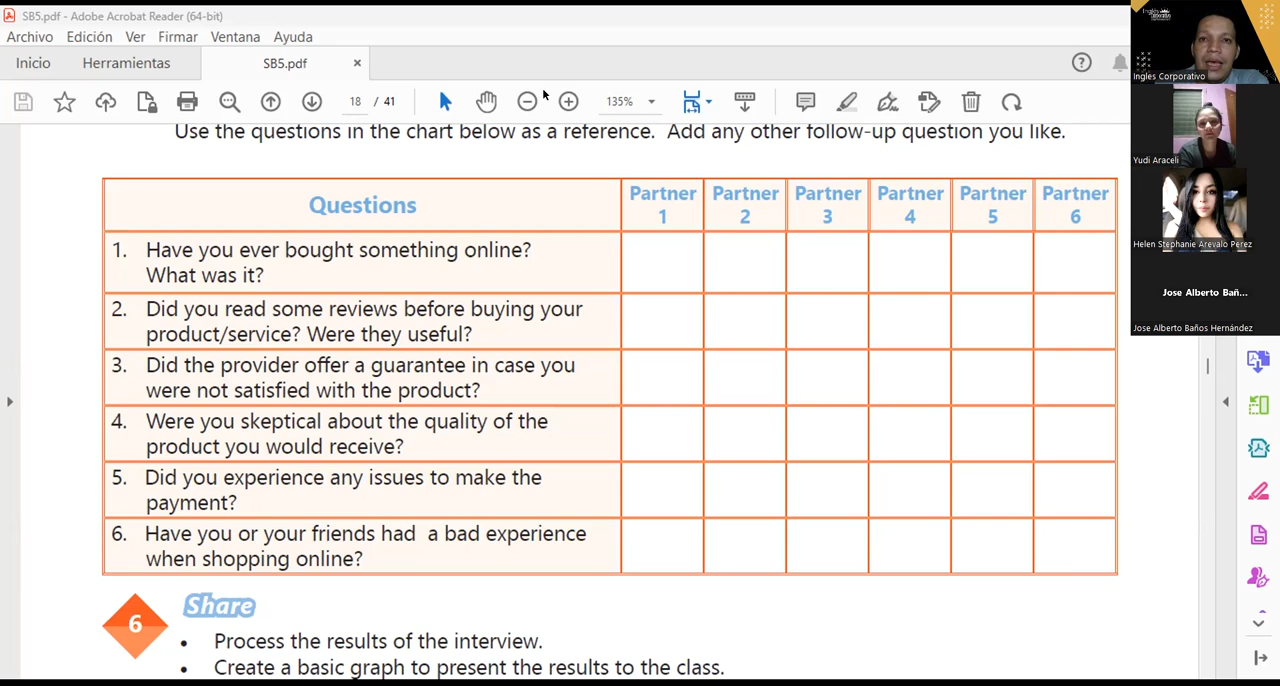 SB5.pdf - Adobe Acrobat Reader (64-bit)
Archivo Edición Ver Firmar Ventana Ayuda
Inicio Herramientas SB5.pdf
18 / 41 135%
Use the questions in the chart below as a reference. Add any other follow-up question you like.
Questions Partner 1 Partner 2 Partner 3 Partner 4 Partner 5 Partner 6
1. Have you ever bought something online?
What was it?
2. Did you read some reviews before buying your
product/service? Were they useful?
3. Did the provider offer a guarantee in case you
were not satisfied with the product?
4. Were you skeptical about the quality of the
product you would receive?
5. Did you experience any issues to make the
payment?
6. Have you or your friends had a bad experience
when shopping online?
6 Share
• Process the results of the interview.
• Create a basic graph to present the results to the class.
Inglés Corporativo
Ingles Corporativo
Yudi Araceli
Helen Stephanie Arevalo Perez
Jose Alberto Bañ...
Jose Alberto Baños Hernández